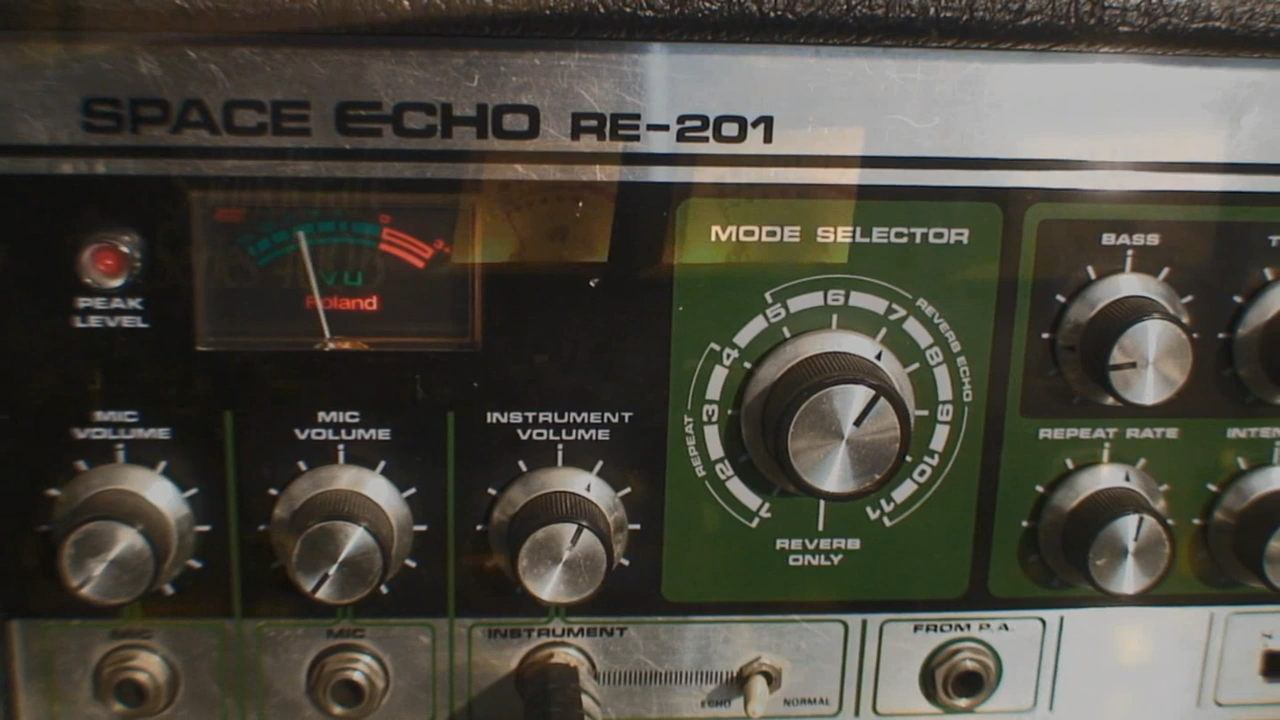 SPACE ECHO RE-201
PEAK
LEVEL
0
3+
VU
Roland
MODE SELECTOR
1 2 3 4 5 6 7 8 9 10 11
REPEAT
REVERB ECHO
REVERB
ONLY
BASS
REPEAT RATE
MIC
VOLUME
MIC
VOLUME
INSTRUMENT
VOLUME
MIC
MIC
INSTRUMENT
ECHO
NORMAL
FROM P.A.